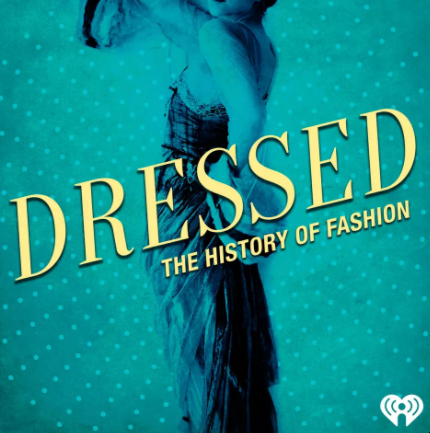 DRESSED
THE HISTORY OF FASHION